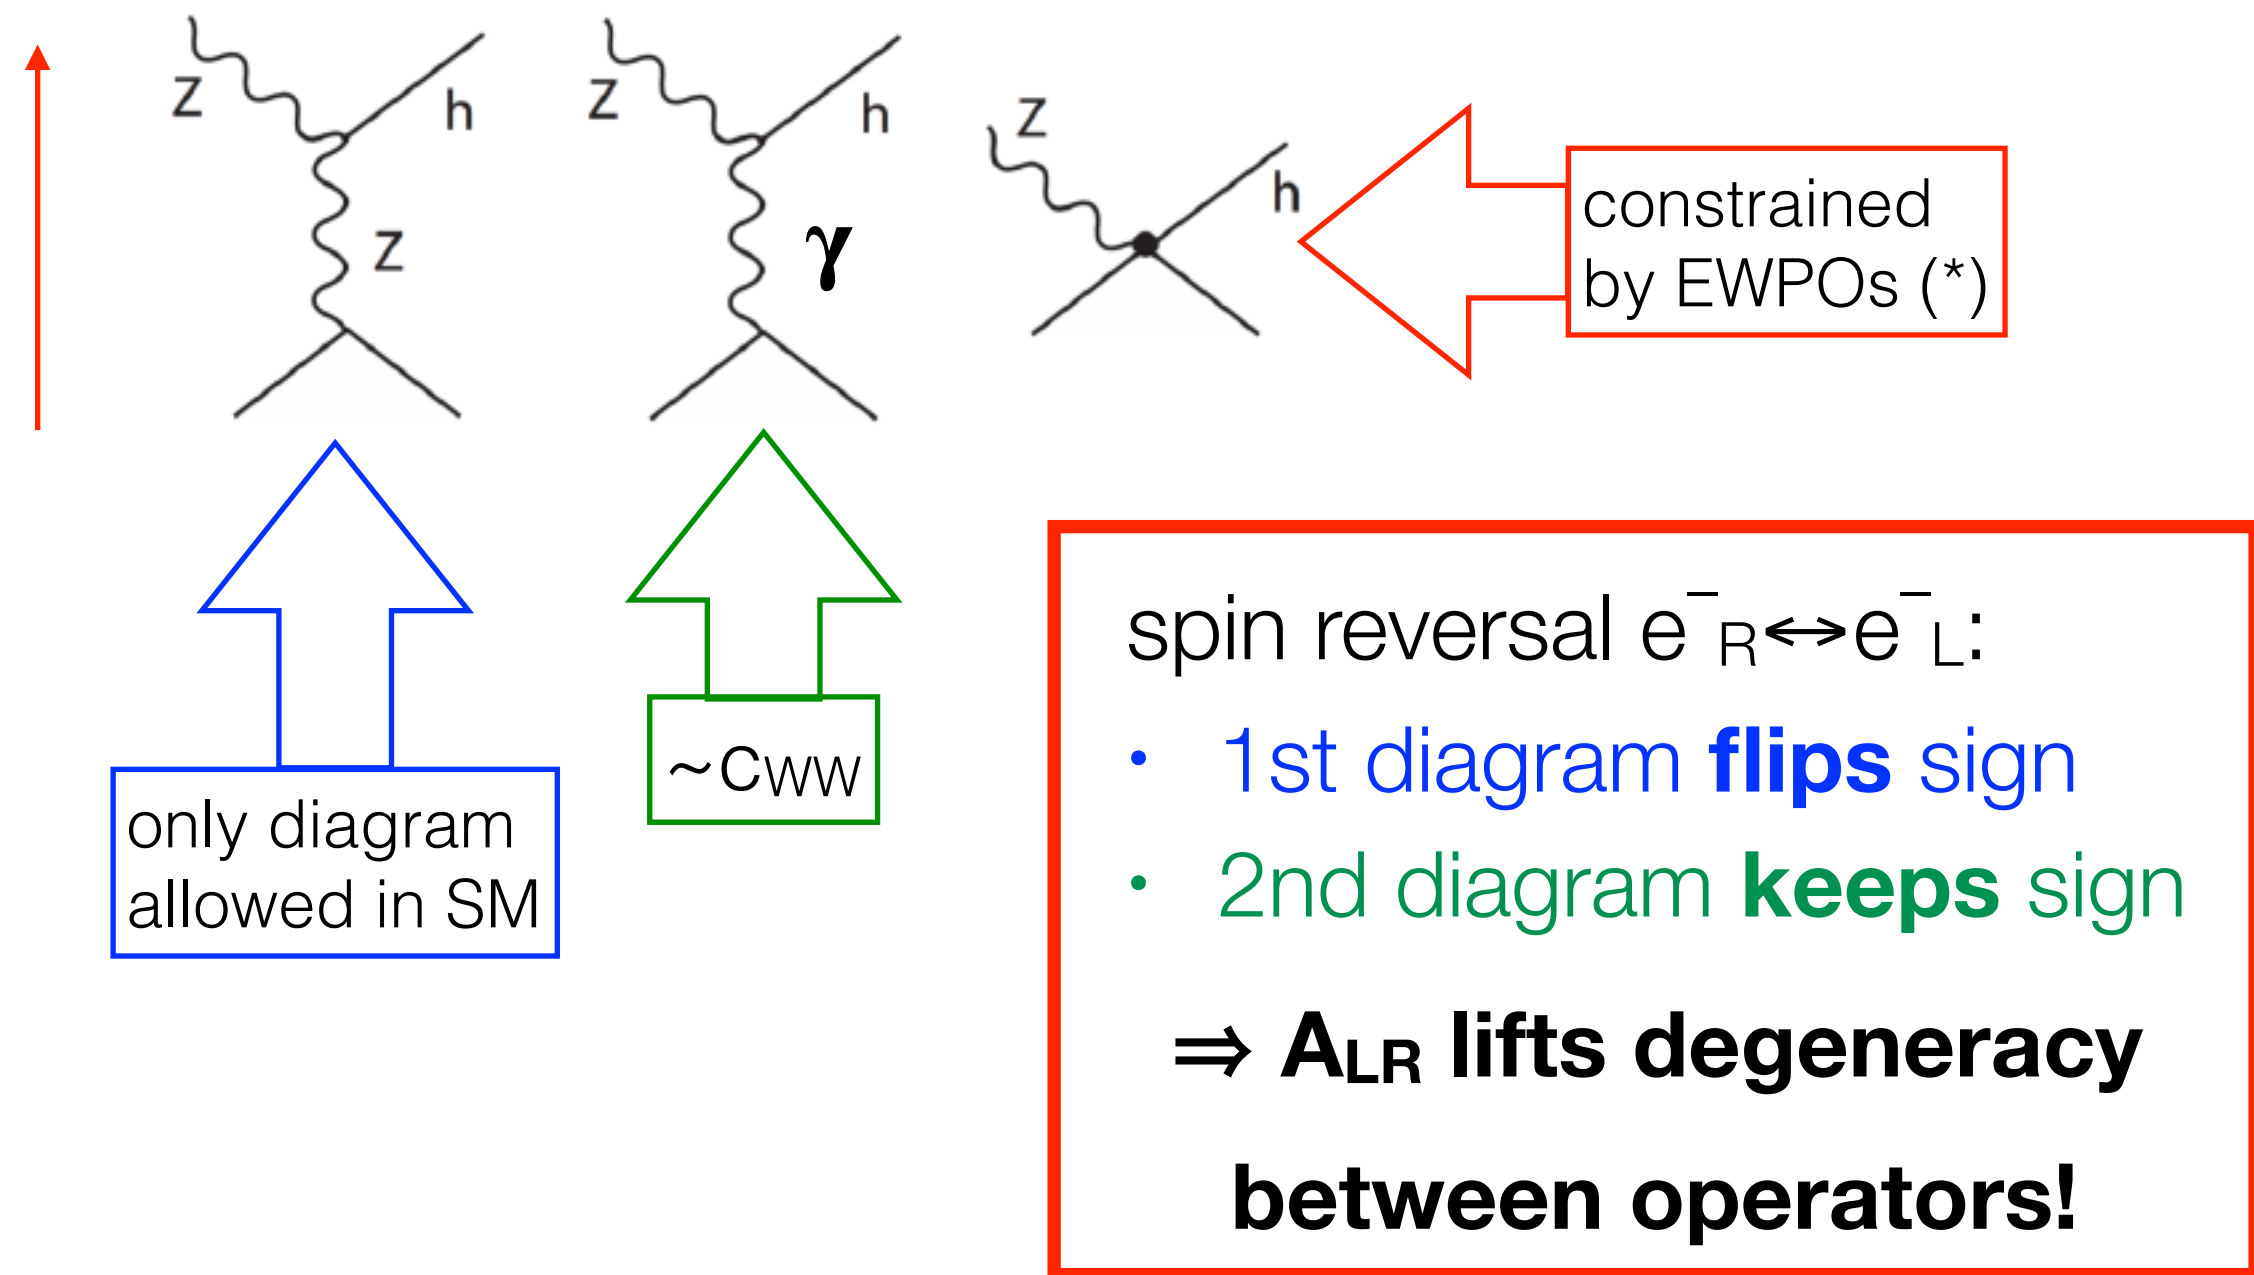 Z
h
Z
Z
h
γ
Z
h
constrained
by EWPOs (*)
only diagram
allowed in SM
~cWW
spin reversal e⁻R↔e⁻L:
• 1st diagram flips sign
• 2nd diagram keeps sign
⇒ ALR lifts degeneracy
between operators!